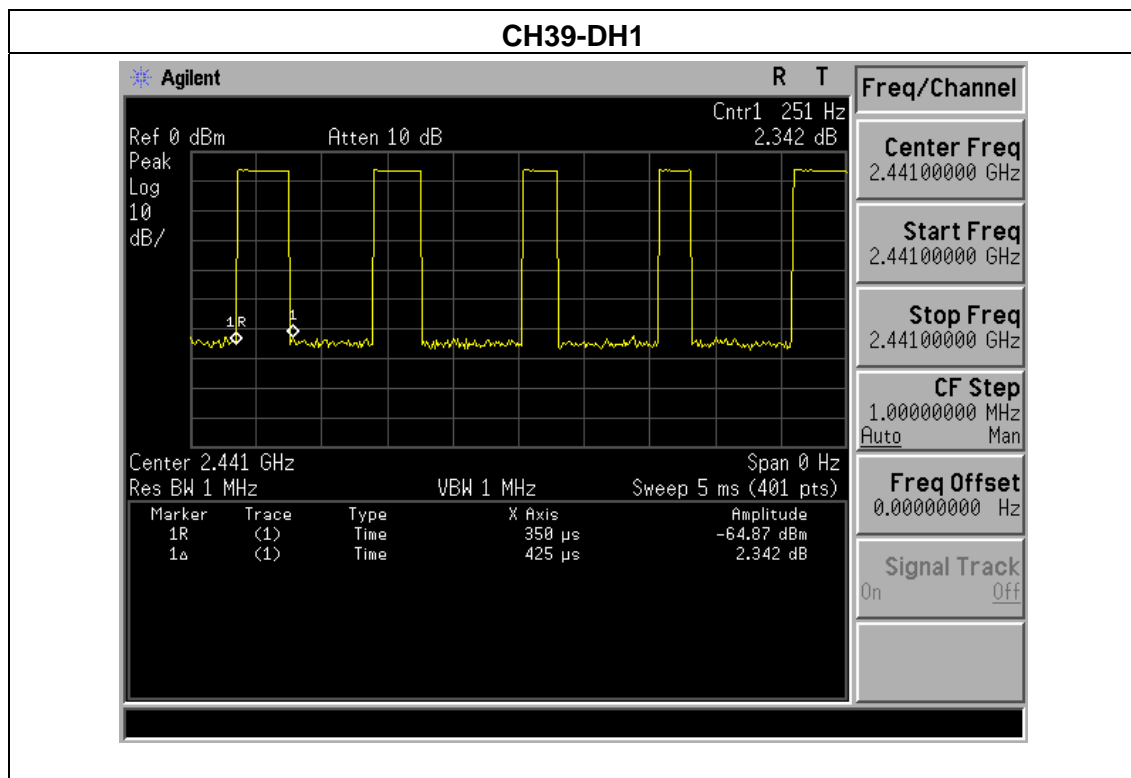 CH39-DH1
Agilent R T
Cntr1 251 Hz
Ref 0 dBm Atten 10 dB 2.342 dB
Peak
Log
10
dB/
1R
1
Center 2.441 GHz Span 0 Hz
Res BW 1 MHz VBW 1 MHz Sweep 5 ms (401 pts)
Marker Trace Type X Axis Amplitude
1R (1) Time 350 µs -64.87 dBm
1Δ (1) Time 425 µs 2.342 dB
Freq/Channel
Center Freq
2.44100000 GHz
Start Freq
2.44100000 GHz
Stop Freq
2.44100000 GHz
CF Step
1.00000000 MHz
Auto Man
Freq Offset
0.00000000 Hz
Signal Track
On Off